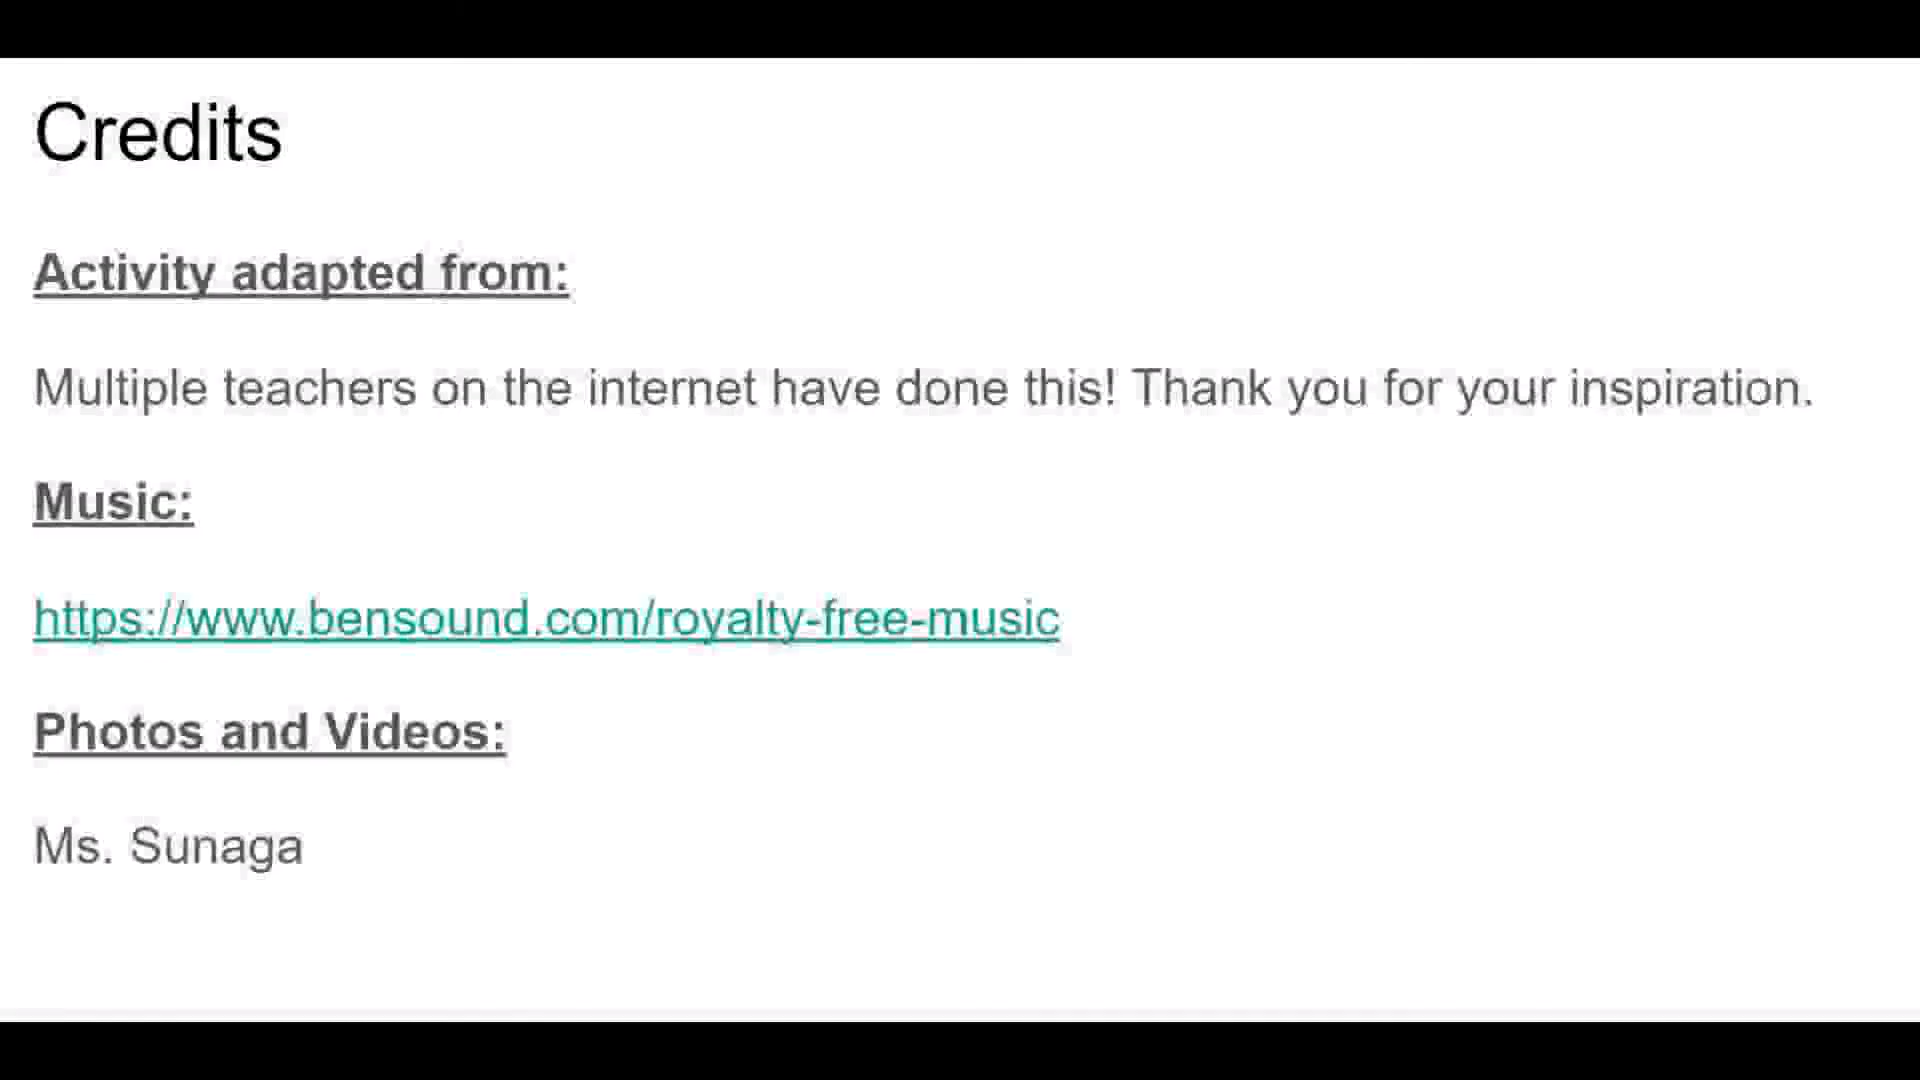 Credits
Activity adapted from:
Multiple teachers on the internet have done this! Thank you for your inspiration.
Music:
https://www.bensound.com/royalty-free-music
Photos and Videos:
Ms. Sunaga